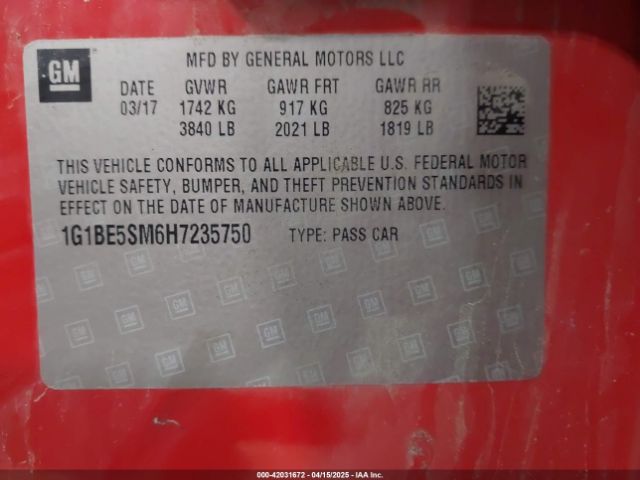 GM
MFD BY GENERAL MOTORS LLC
DATE GVWR GAWR FRT GAWR RR
03/17 1742 KG 917 KG 825 KG
3840 LB 2021 LB 1819 LB
THIS VEHICLE CONFORMS TO ALL APPLICABLE U.S. FEDERAL MOTOR
VEHICLE SAFETY, BUMPER, AND THEFT PREVENTION STANDARDS IN
EFFECT ON THE DATE OF MANUFACTURE SHOWN ABOVE.
1G1BE5SM6H7235750 TYPE: PASS CAR
000-42031672 - 04/15/2025 - IAA Inc.